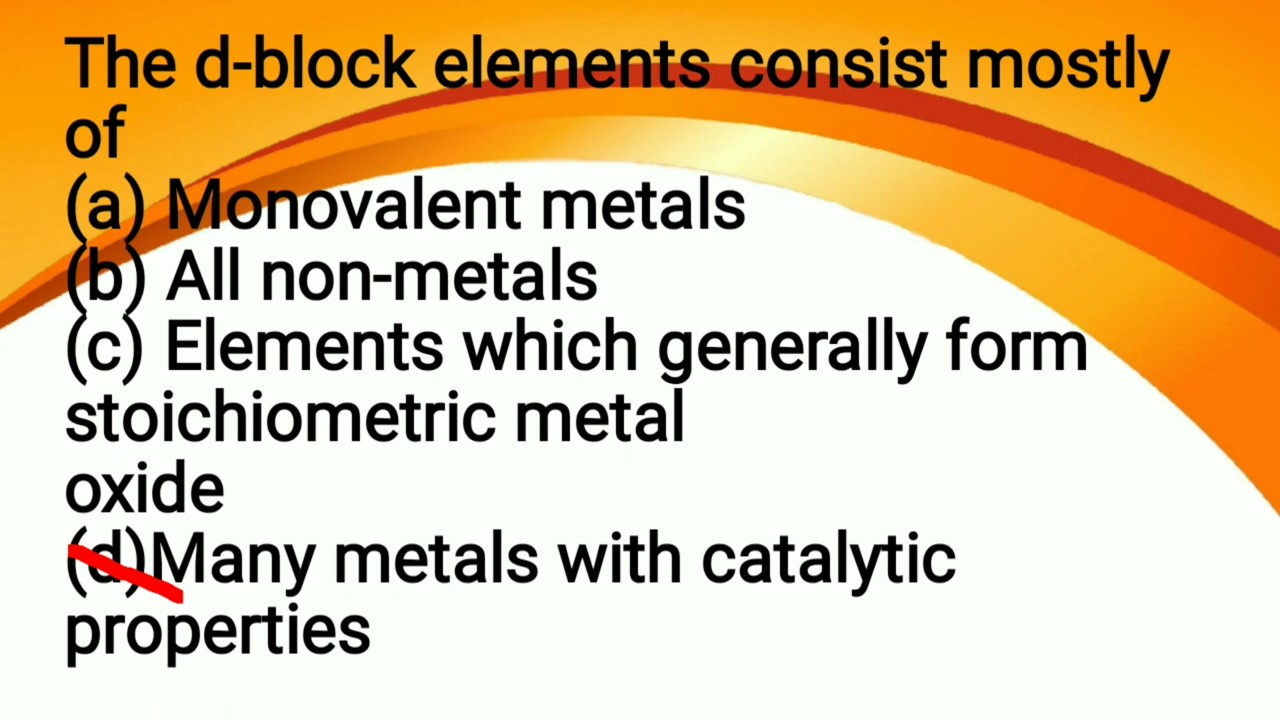 The d-block elements consist mostly
of
(a) Monovalent metals
(b) All non-metals
(c) Elements which generally form
stoichiometric metal
oxide
(d)Many metals with catalytic
properties